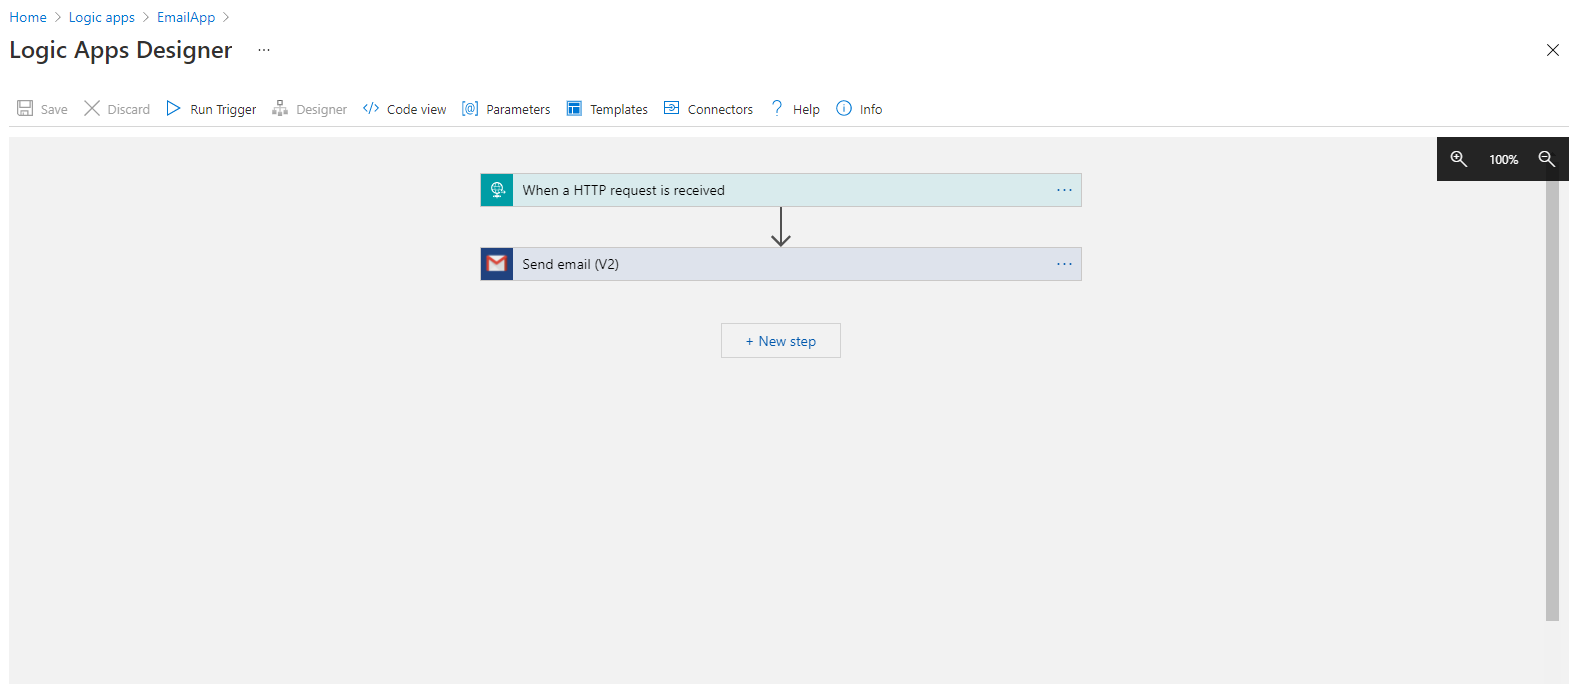 Home > Logic apps > EmailApp >
Logic Apps Designer ...
Save Discard Run Trigger Designer </> Code view [@] Parameters Templates Connectors ? Help Info
100%
When a HTTP request is received ...
Send email (V2) ...
+ New step